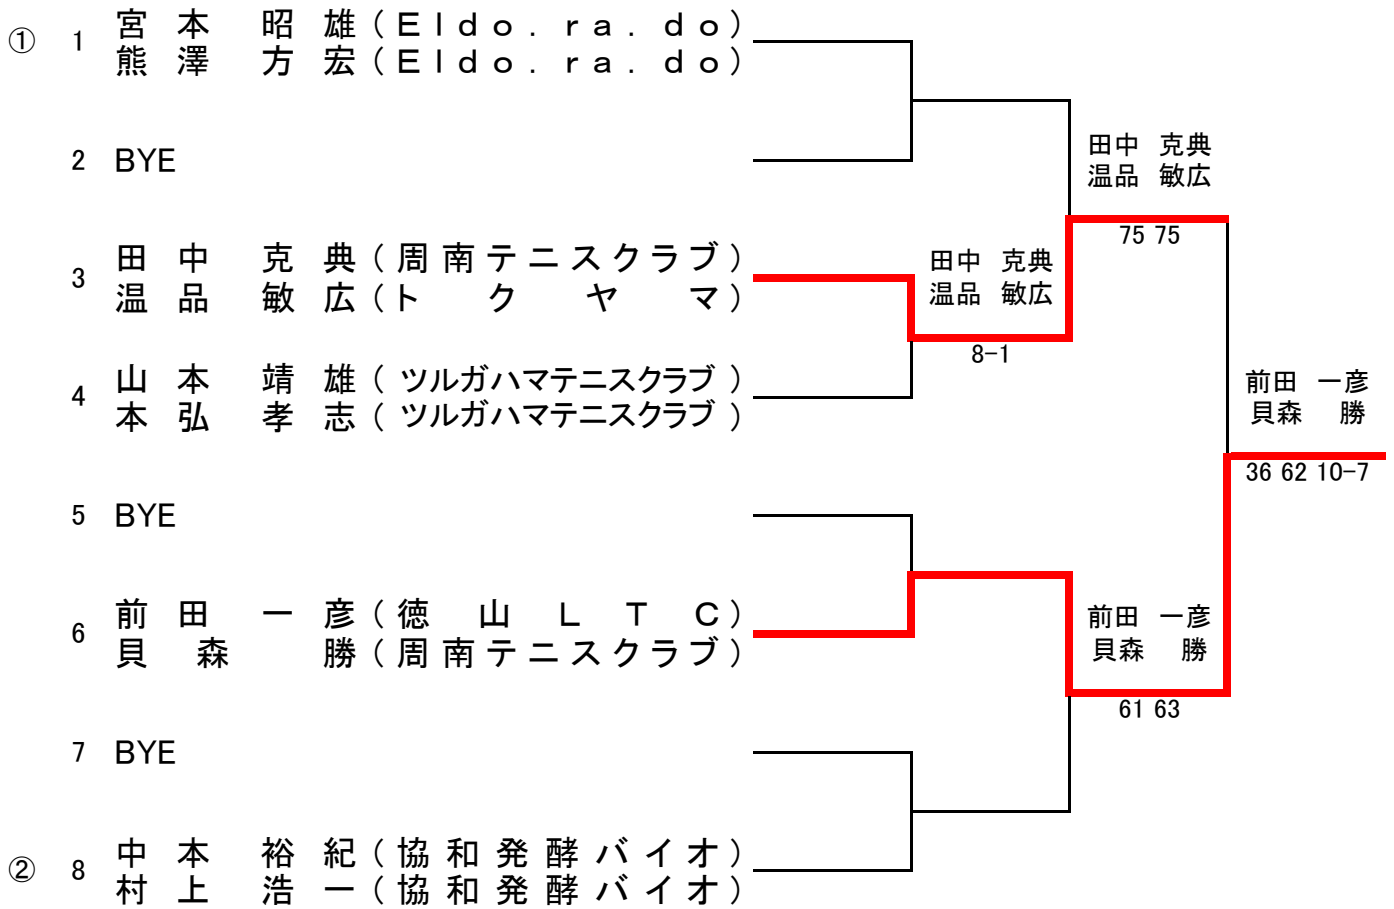 ① 1 宮本 昭雄(Eldo.ra.do)
熊澤 方宏(Eldo.ra.do)
2 BYE
田中 克典
温品 敏広
75 75
3 田中 克典(周南テニスクラブ)
温品 敏広(トクヤマ)
田中 克典
温品 敏広
8-1
4 山本 靖雄(ツルガハマテニスクラブ)
本弘 孝志(ツルガハマテニスクラブ)
前田 一彦
貝森 勝
36 62 10-7
5 BYE
6 前田 一彦(徳山LTC)
貝森 勝(周南テニスクラブ)
前田 一彦
貝森 勝
61 63
7 BYE
② 8 中本 裕紀(協和発酵バイオ)
村上 浩一(協和発酵バイオ)